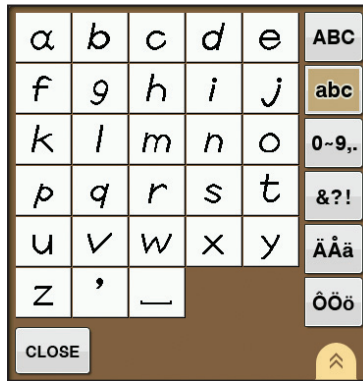 a b c d e ABC
f g h i j abc
k l m n o 0~9,.
p q r s t &?!
u v w x y ÄÅä
z ’ _ ÔÖö
CLOSE